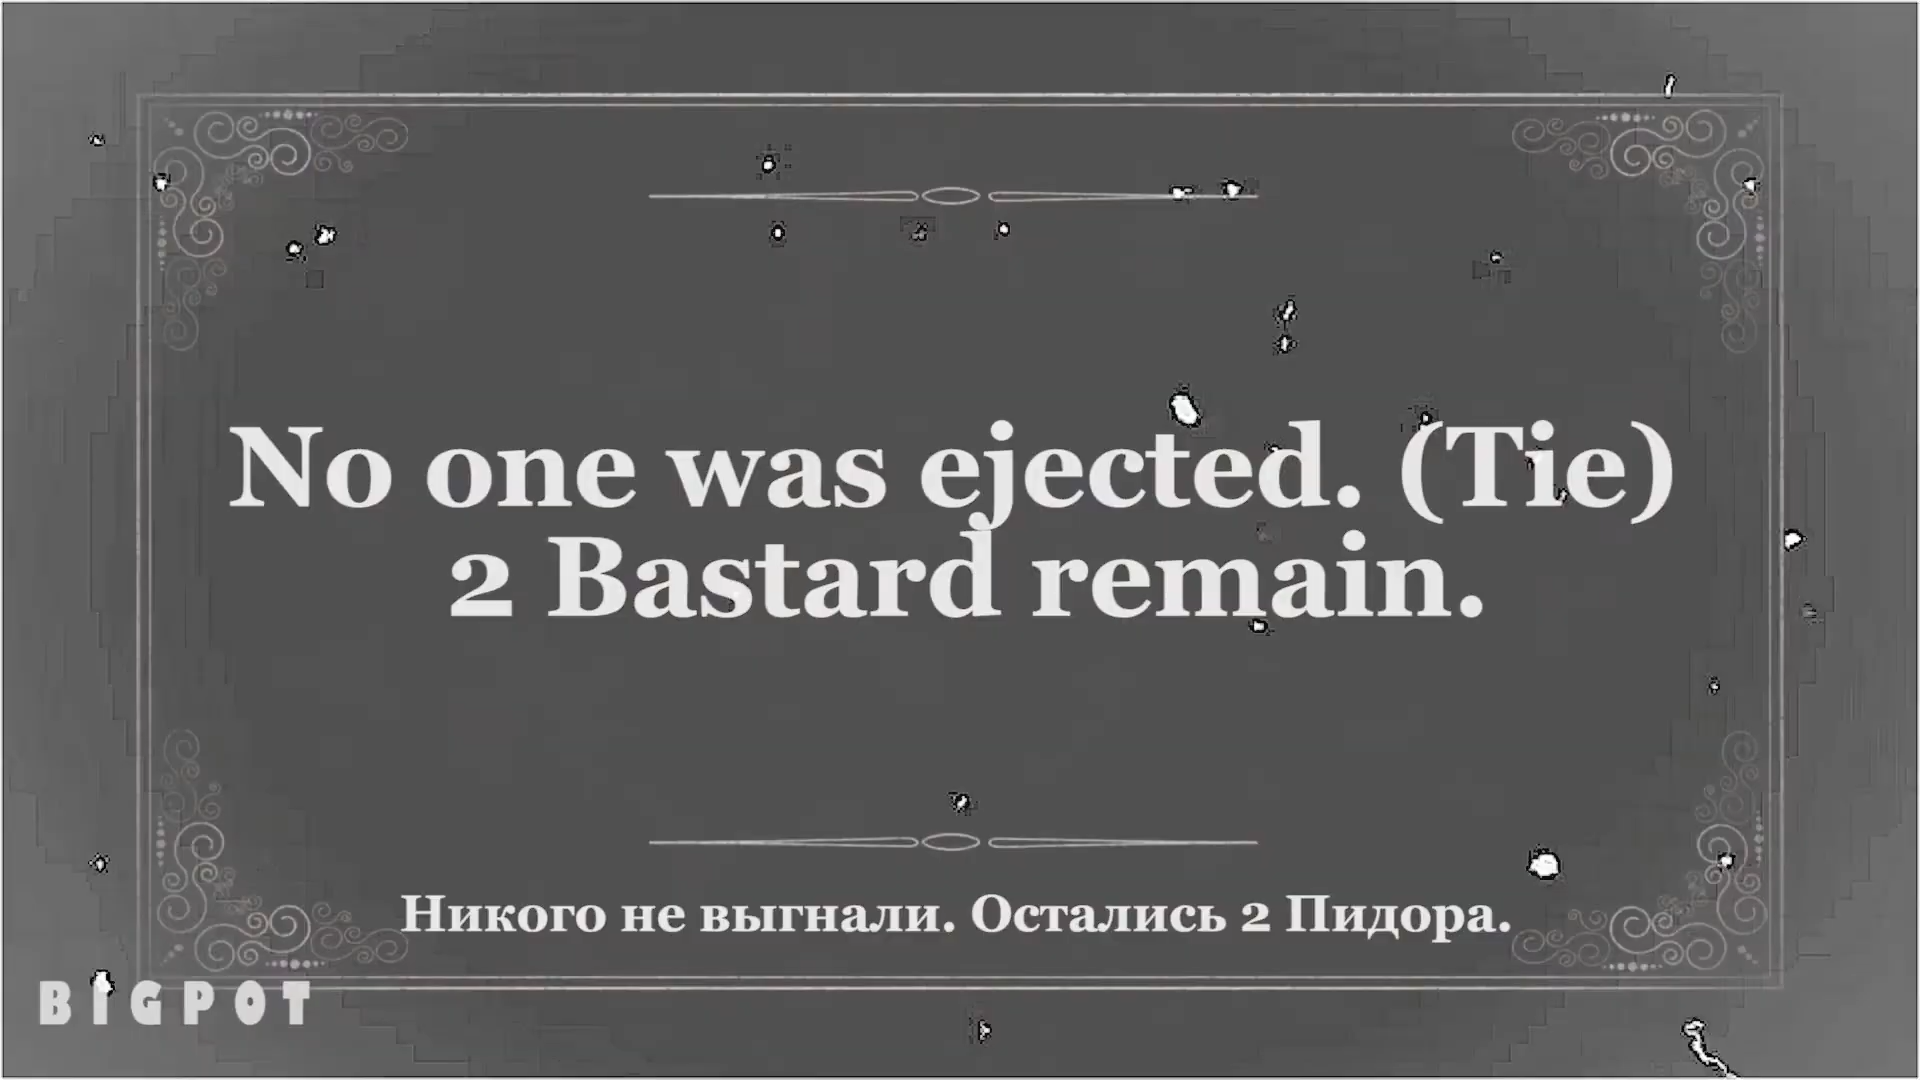 No one was ejected. (Tie)
2 Bastard remain.
Никого не выгнали. Остались 2 Пидора.
BIGPOT